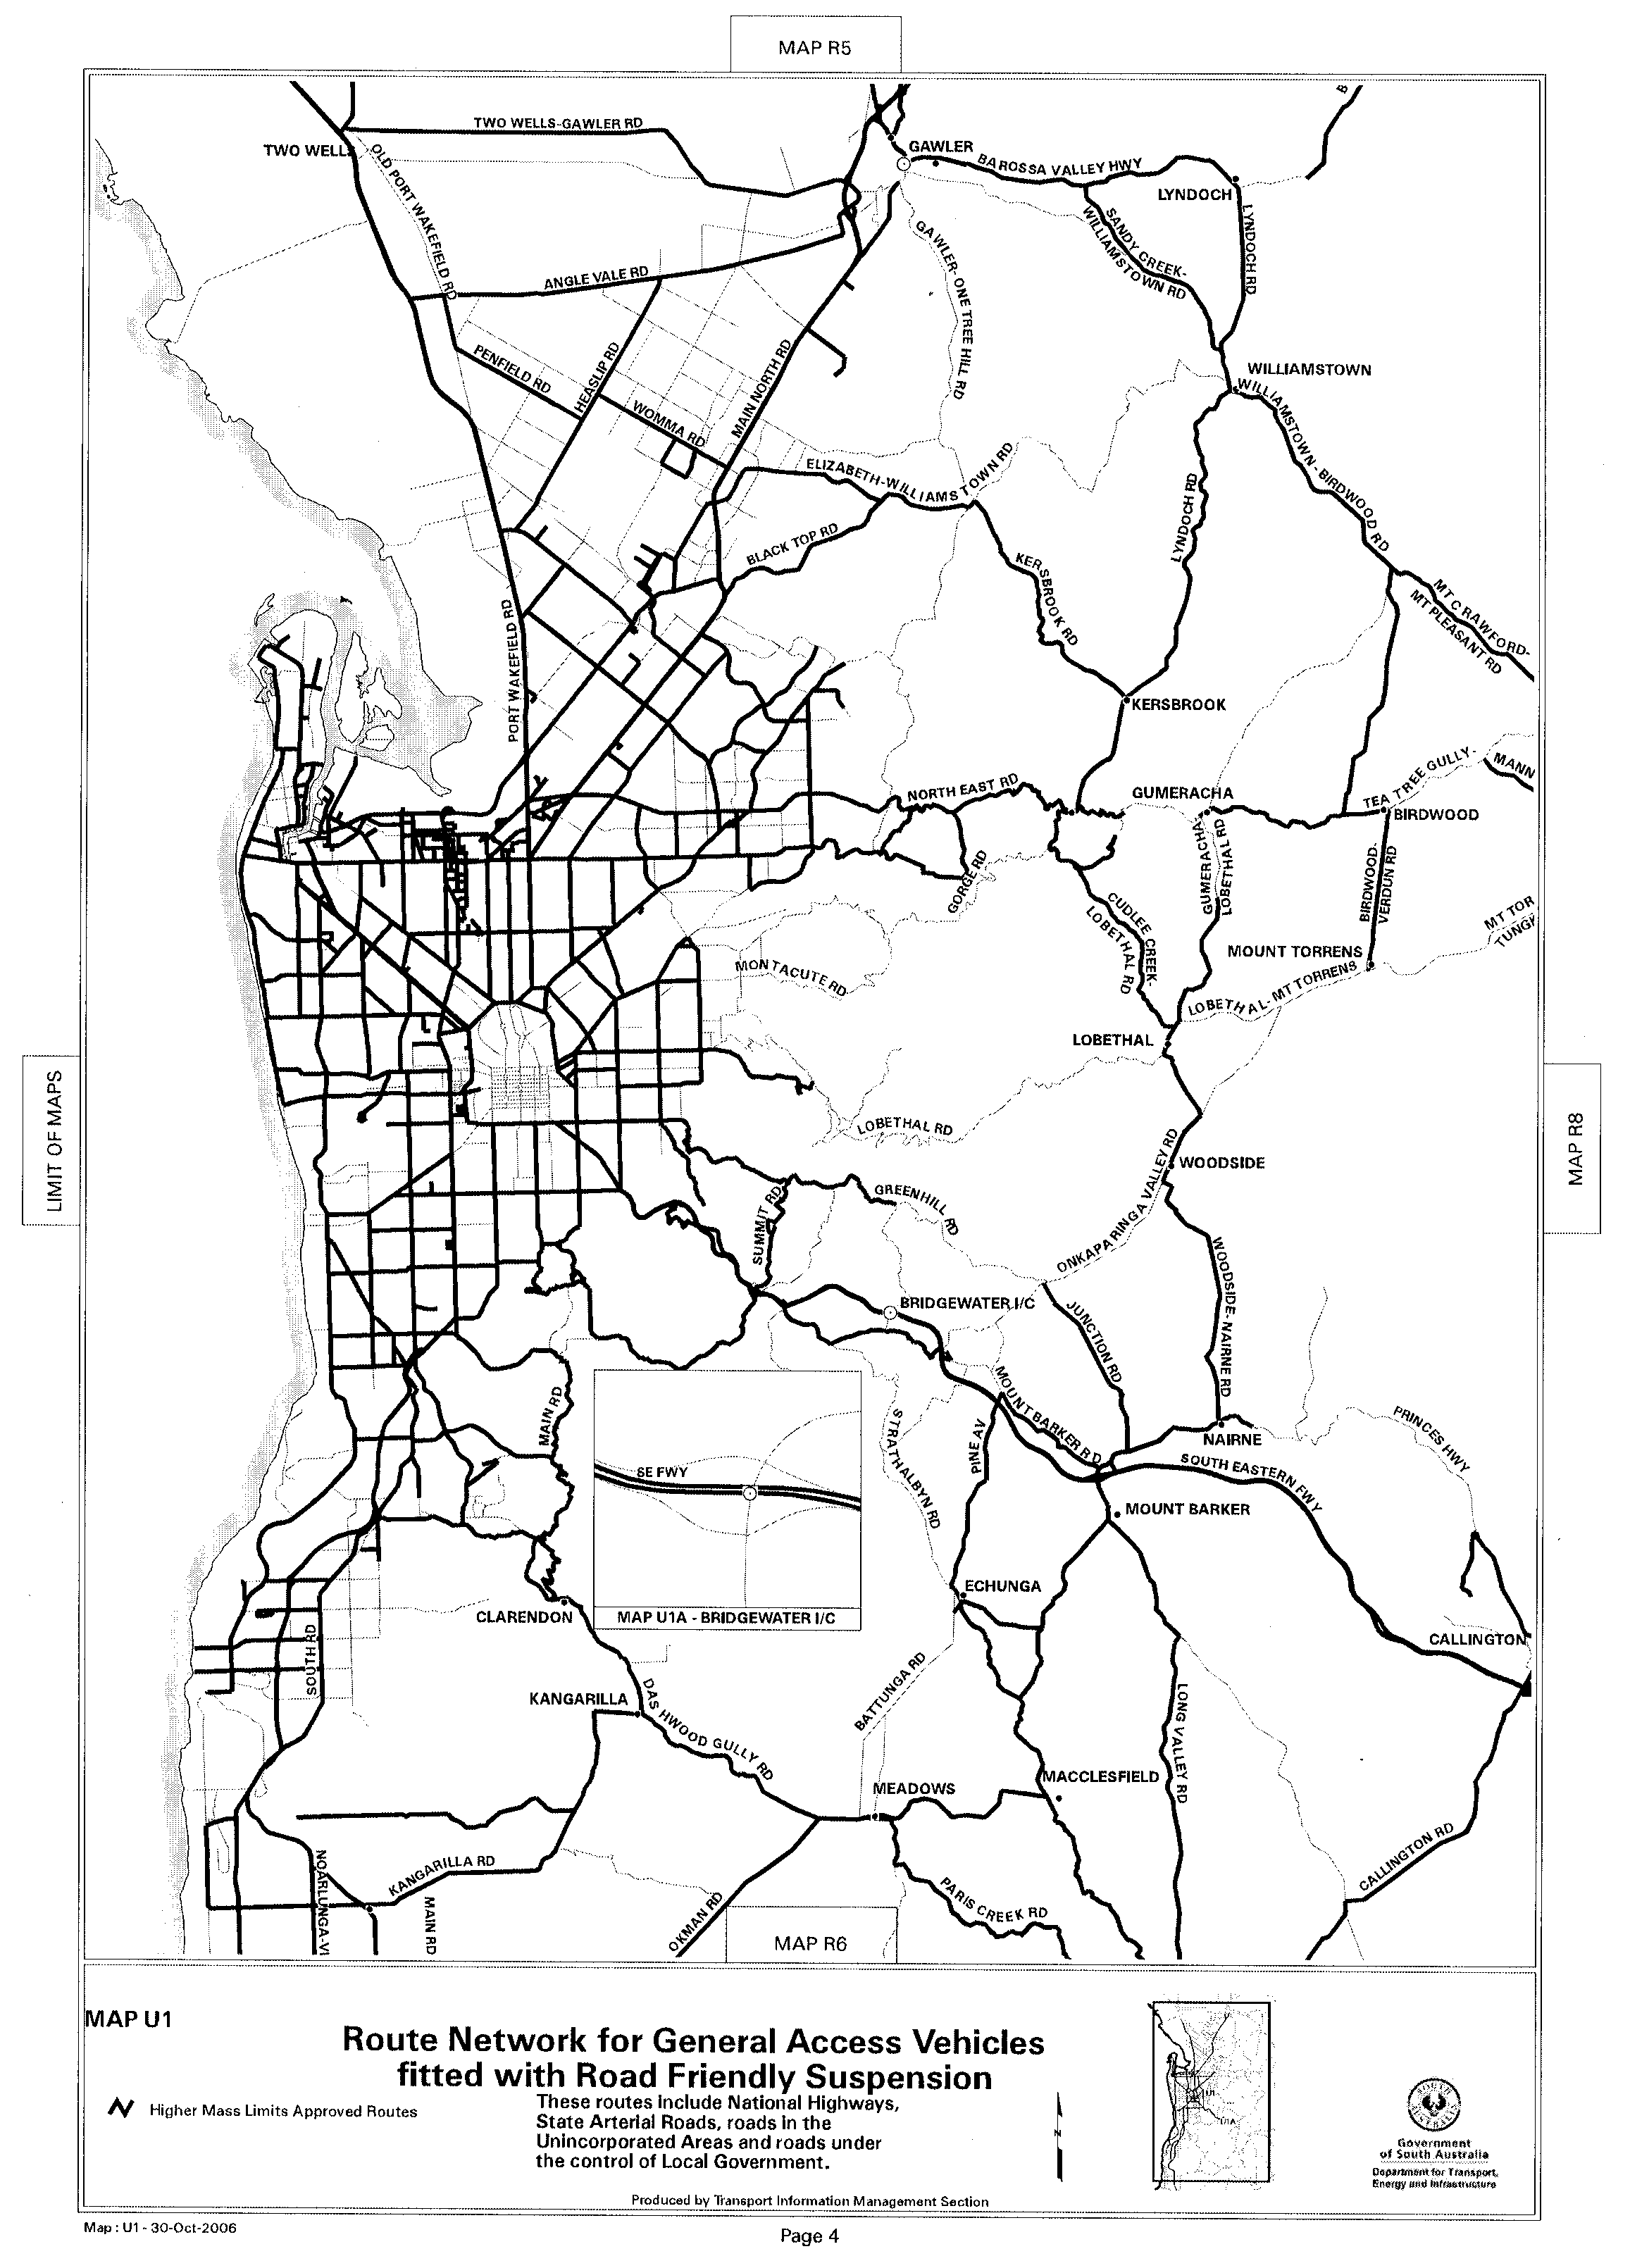 MAP R5
TWO WELLS-GAWLER RD
TWO WELLS
OLD PORT WAKEFIELD RD
GAWLER
BAROSSA VALLEY HWY
LYNDOCH
LYNDOCH RD
SANDY CREEK-
WILLIAMSTOWN RD
GAWLER-ONE TREE HILL RD
ANGLE VALE RD
PENFIELD RD
HEASLIP RD
WOMMA RD
MAIN NORTH RD
WILLIAMSTOWN
WILLIAMSTOWN-BIRDWOOD RD
ELIZABETH-WILLIAMSTOWN RD
BLACK TOP RD
LYNDOCH RD
KERSBROOK RD
MT CRAWFORD-
MT PLEASANT RD
PORT WAKEFIELD RD
KERSBROOK
NORTH EAST RD
GUMERACHA
TEA TREE GULLY-
MANN
BIRDWOOD
GORGE RD
GUMERACHA-
LOBETHAL RD
BIRDWOOD-
VERDUN RD
CUDLEE CREEK-
LOBETHAL RD
MT TOR
TUNGK
MOUNT TORRENS
MONTACUTE RD
LOBETHAL-MT TORRENS
LOBETHAL
LIMIT OF MAPS
MAP R8
LOBETHAL RD
WOODSIDE
ONKAPARINGA VALLEY RD
GREENHILL RD
SUMMIT RD
WOODSIDE-NAIRNE RD
BRIDGEWATER I/C
JUNCTION RD
MAIN RD
MOUNT BARKER RD
STRATHALBYN RD
PINE AV
NAIRNE
PRINCES HWY
SOUTH EASTERN FWY
SE FWY
MOUNT BARKER
ECHUNGA
CLARENDON
MAP U1A - BRIDGEWATER I/C
CALLINGTON
SOUTH RD
BATTUNGA RD
KANGARILLA
DASHWOOD GULLY RD
LONG VALLEY RD
MACCLESFIELD
MEADOWS
KANGARILLA RD
CALLINGTON RD
NOARLUNGA-VI
MAIN RD
OKMAN RD
PARIS CREEK RD
MAP R6
MAP U1
Route Network for General Access Vehicles
fitted with Road Friendly Suspension
Higher Mass Limits Approved Routes
These routes include National Highways,
State Arterial Roads, roads in the
Unincorporated Areas and roads under
the control of Local Government.
N
Government
of South Australia
Department for Transport,
Energy and Infrastructure
Produced by Transport Information Management Section
Map : U1 - 30-Oct-2006
Page 4